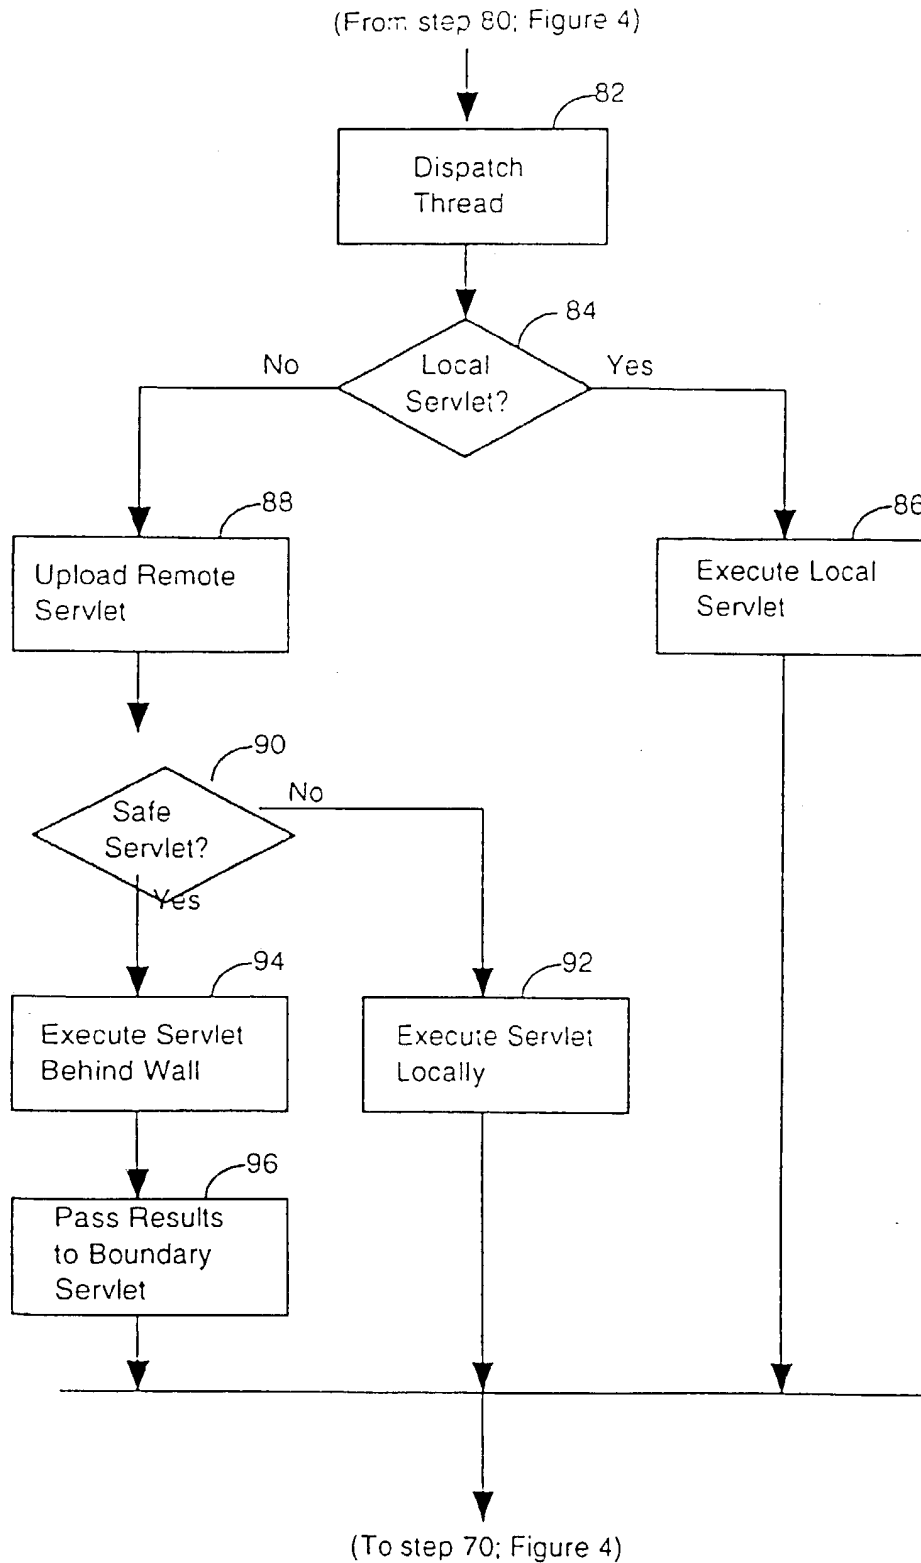 (From step 80; Figure 4)
82
Dispatch
Thread
84
No
Local
Servlet?
Yes
88
86
Upload Remote
Servlet
Execute Local
Servlet
90
No
Safe
Servlet?
Yes
94
92
Execute Servlet
Behind Wall
Execute Servlet
Locally
96
Pass Results
to Boundary
Servlet
(To step 70; Figure 4)